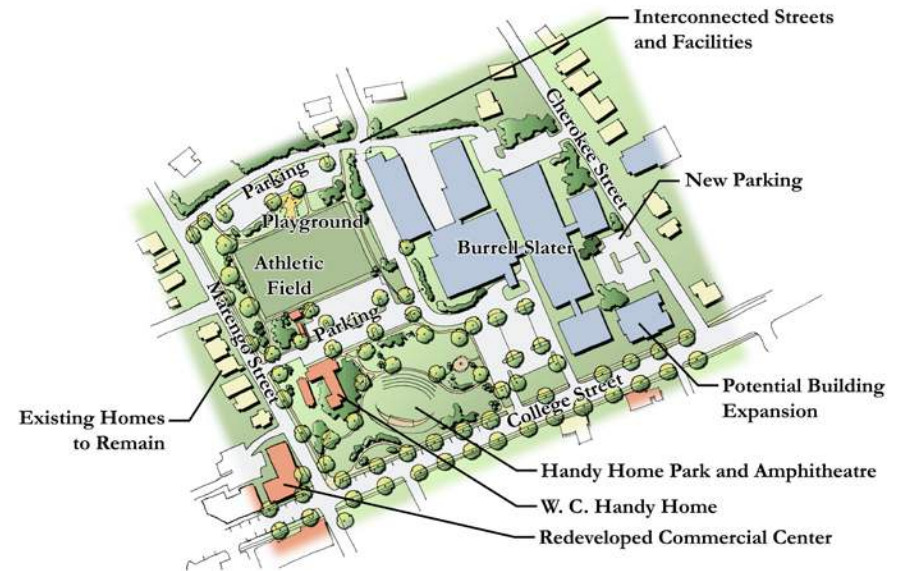 Interconnected Streets
and Facilities
Cherokee Street
New Parking
Parking
Playground
Athletic
Field
Burrell Slater
Marengo Street
Parking
College Street
Potential Building
Expansion
Existing Homes
to Remain
Handy Home Park and Amphitheatre
W. C. Handy Home
Redeveloped Commercial Center